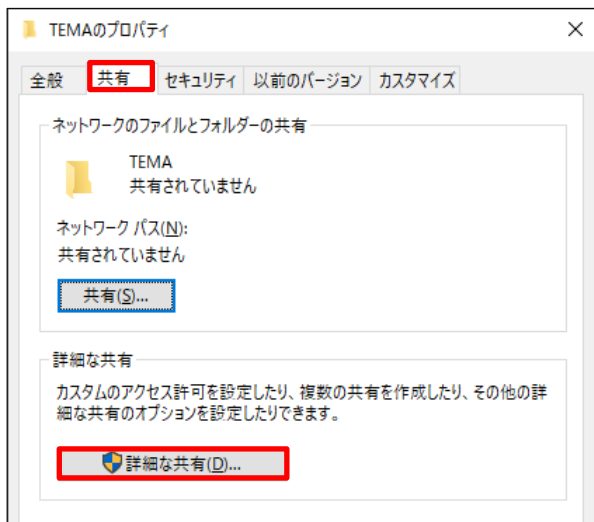 TEMAのプロパティ
全般 共有 セキュリティ 以前のバージョン カスタマイズ
ネットワークのファイルとフォルダーの共有
TEMA
共有されていません
ネットワーク パス(N):
共有されていません
共有(S)...
詳細な共有
カスタムのアクセス許可を設定したり、複数の共有を作成したり、その他の詳
細な共有のオプションを設定したりできます。
詳細な共有(D)...